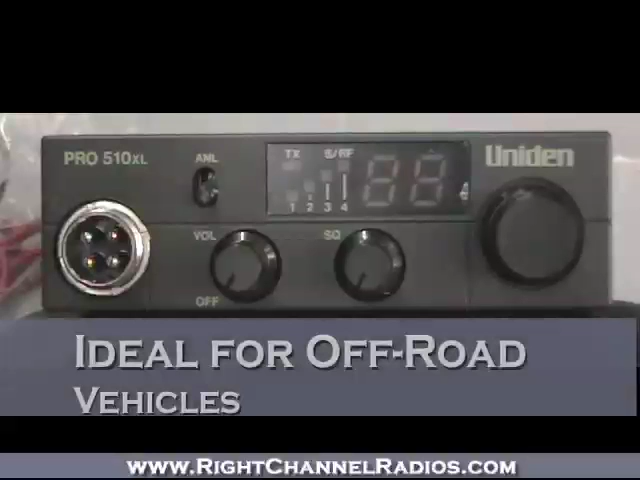 PRO 510XL
ANL
TX
S/RF
1 2 3 4
88
Uniden
VOL
SQ
OFF
IDEAL FOR OFF-ROAD
VEHICLES
WWW.RIGHTCHANNELRADIOS.COM